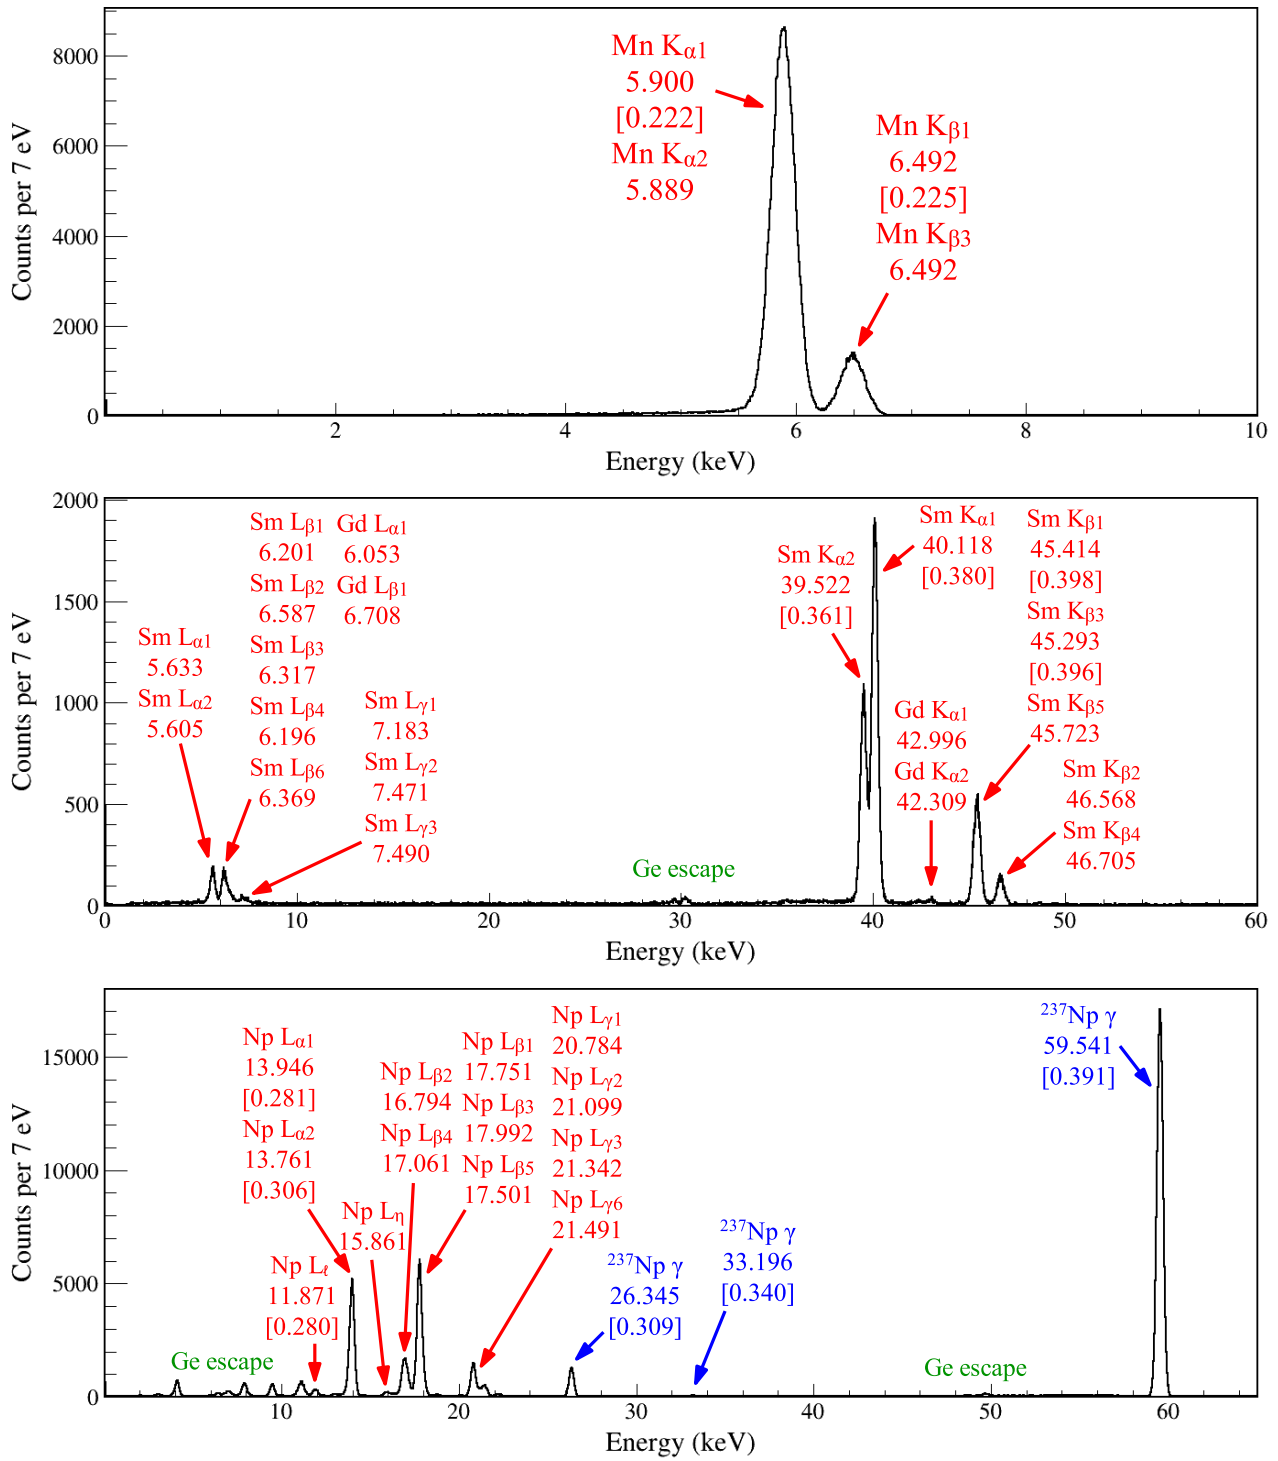 8000
6000
4000
2000
0
Counts per 7 eV
Mn Kα1
5.900
[0.222]
Mn Kα2
5.889
Mn Kβ1
6.492
[0.225]
Mn Kβ3
6.492
2 4 6 8 10
Energy (keV)
2000
1500
1000
500
0
Counts per 7 eV
Sm Lα1
5.633
Sm Lα2
5.605
Sm Lβ1
6.201
Sm Lβ2
6.587
Sm Lβ3
6.317
Sm Lβ4
6.196
Sm Lβ6
6.369
Gd Lα1
6.053
Gd Lβ1
6.708
Sm Lγ1
7.183
Sm Lγ2
7.471
Sm Lγ3
7.490
Ge escape
Sm Kα2
39.522
[0.361]
Sm Kα1
40.118
[0.380]
Gd Kα1
42.996
Gd Kα2
42.309
Sm Kβ1
45.414
[0.398]
Sm Kβ3
45.293
[0.396]
Sm Kβ5
45.723
Sm Kβ2
46.568
Sm Kβ4
46.705
0 10 20 30 40 50 60
Energy (keV)
15000
10000
5000
0
Counts per 7 eV
Ge escape
Np Lℓ
11.871
[0.280]
Np Lα1
13.946
[0.281]
Np Lα2
13.761
[0.306]
Np Lη
15.861
Np Lβ2
16.794
Np Lβ4
17.061
Np Lβ1
17.751
Np Lβ3
17.992
Np Lβ5
17.501
Np Lγ1
20.784
Np Lγ2
21.099
Np Lγ3
21.342
Np Lγ6
21.491
237Np γ
26.345
[0.309]
237Np γ
33.196
[0.340]
Ge escape
237Np γ
59.541
[0.391]
10 20 30 40 50 60
Energy (keV)